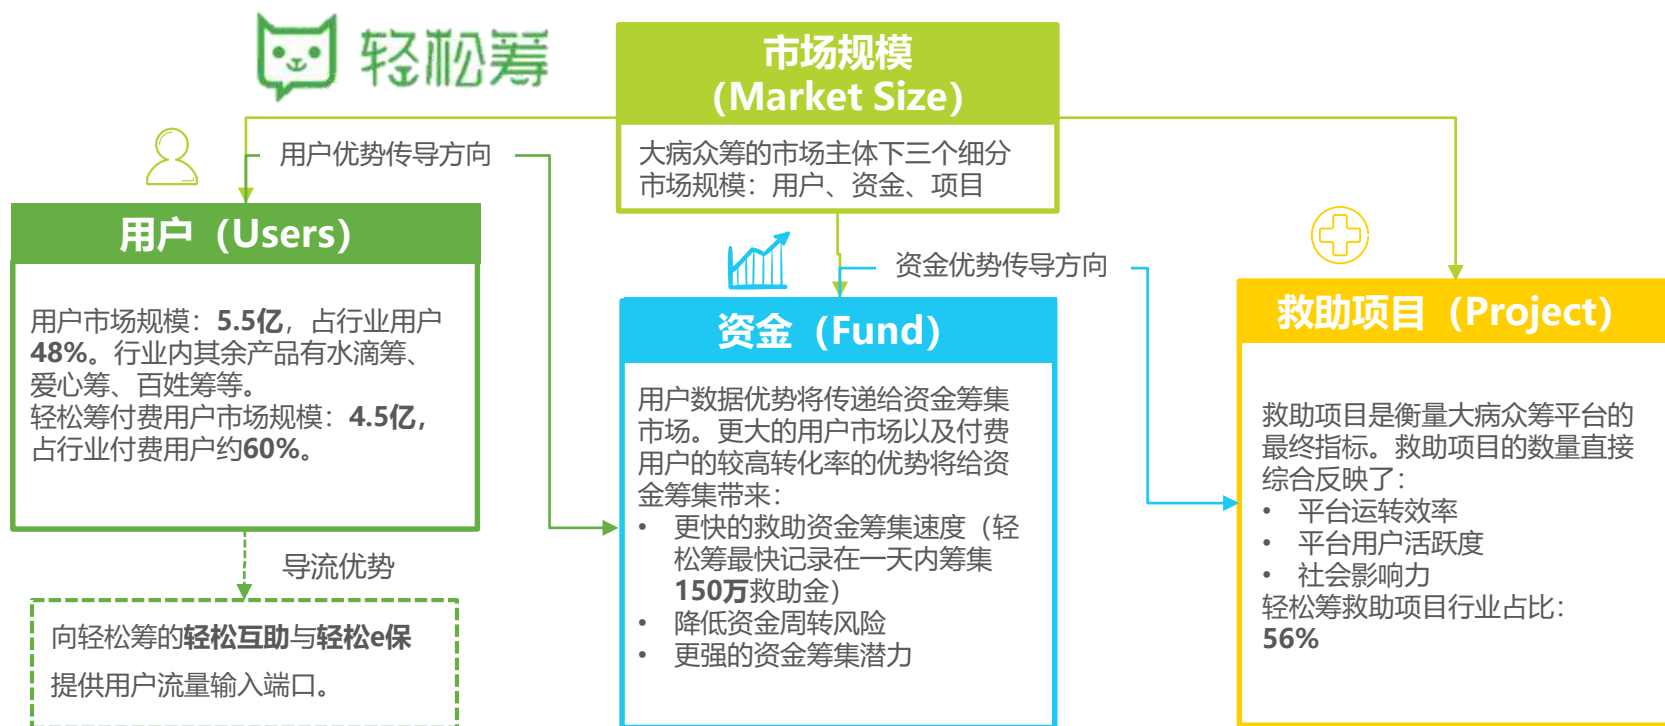 轻松筹
市场规模
（Market Size）
大病众筹的市场主体下三个细分
市场规模：用户、资金、项目
用户优势传导方向
用户（Users）
用户市场规模：5.5亿，占行业用户
48%。行业内其余产品有水滴筹、
爱心筹、百姓筹等。
轻松筹付费用户市场规模：4.5亿，
占行业付费用户约60%。
导流优势
向轻松筹的轻松互助与轻松e保
提供用户流量输入端口。
资金优势传导方向
资金（Fund）
用户数据优势将传递给资金筹集
市场。更大的用户市场以及付费
用户的较高转化率的优势将给资
金筹集带来：
• 更快的救助资金筹集速度（轻
松筹最快记录在一天内筹集
150万救助金）
• 降低资金周转风险
• 更强的资金筹集潜力
救助项目（Project）
救助项目是衡量大病众筹平台的
最终指标。救助项目的数量直接
综合反映了：
• 平台运转效率
• 平台用户活跃度
• 社会影响力
轻松筹救助项目行业占比：
56%